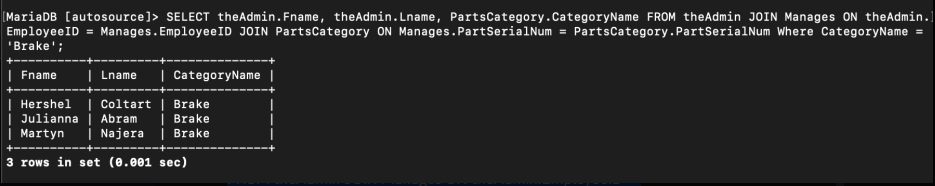 [MariaDB [autosource]> SELECT theAdmin.Fname, theAdmin.Lname, PartsCategory.CategoryName FROM theAdmin JOIN Manages ON theAdmin.]
EmployeeID = Manages.EmployeeID JOIN PartsCategory ON Manages.PartSerialNum = PartsCategory.PartSerialNum Where CategoryName =
'Brake';
+----------+---------+--------------+
| Fname    | Lname   | CategoryName |
+----------+---------+--------------+
| Hershel  | Coltart | Brake        |
| Julianna | Abram   | Brake        |
| Martyn   | Najera  | Brake        |
+----------+---------+--------------+
3 rows in set (0.001 sec)